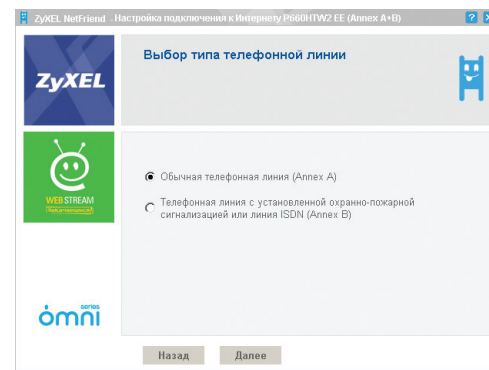 ZyXEL NetFriend - Настройка подключения к Интернету P660HTW2 EE (Annex A+B)
Выбор типа телефонной линии
ZyXEL
WEBSTREAM
Обычная телефонная линия (Annex A)
Телефонная линия с установленной охранно-пожарной
сигнализацией или линия ISDN (Annex B)
omni
series
Назад
Далее